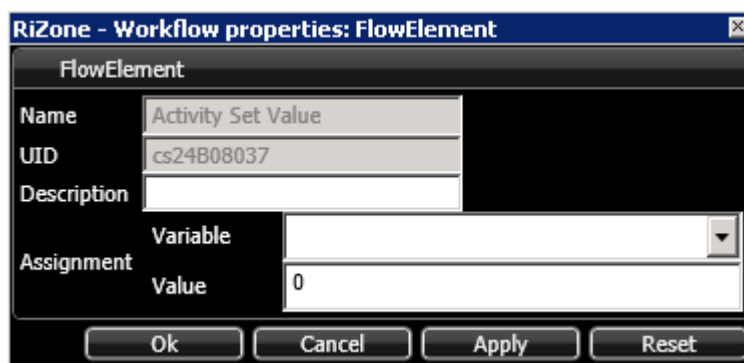 RiZone - Workflow properties: FlowElement
FlowElement
Name Activity Set Value
UID cs24B08037
Description
Assignment
Variable
Value 0
Ok Cancel Apply Reset